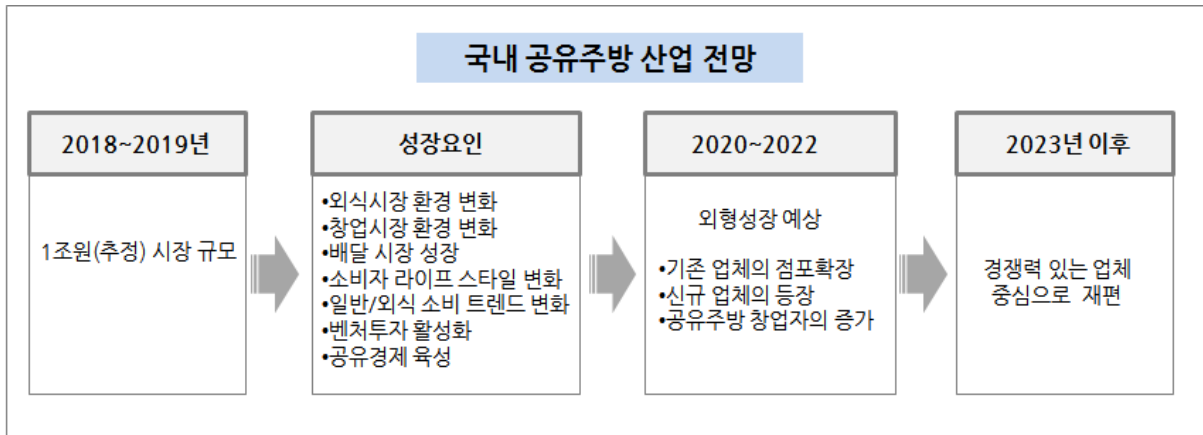 국내 공유주방 산업 전망
2018~2019년
1조원(추정) 시장 규모
성장요인
•외식시장 환경 변화
•창업시장 환경 변화
•배달 시장 성장
•소비자 라이프 스타일 변화
•일반/외식 소비 트렌드 변화
•벤처투자 활성화
•공유경제 육성
2020~2022
외형성장 예상
•기존 업체의 점포확장
•신규 업체의 등장
•공유주방 창업자의 증가
2023년 이후
경쟁력 있는 업체
중심으로 재편